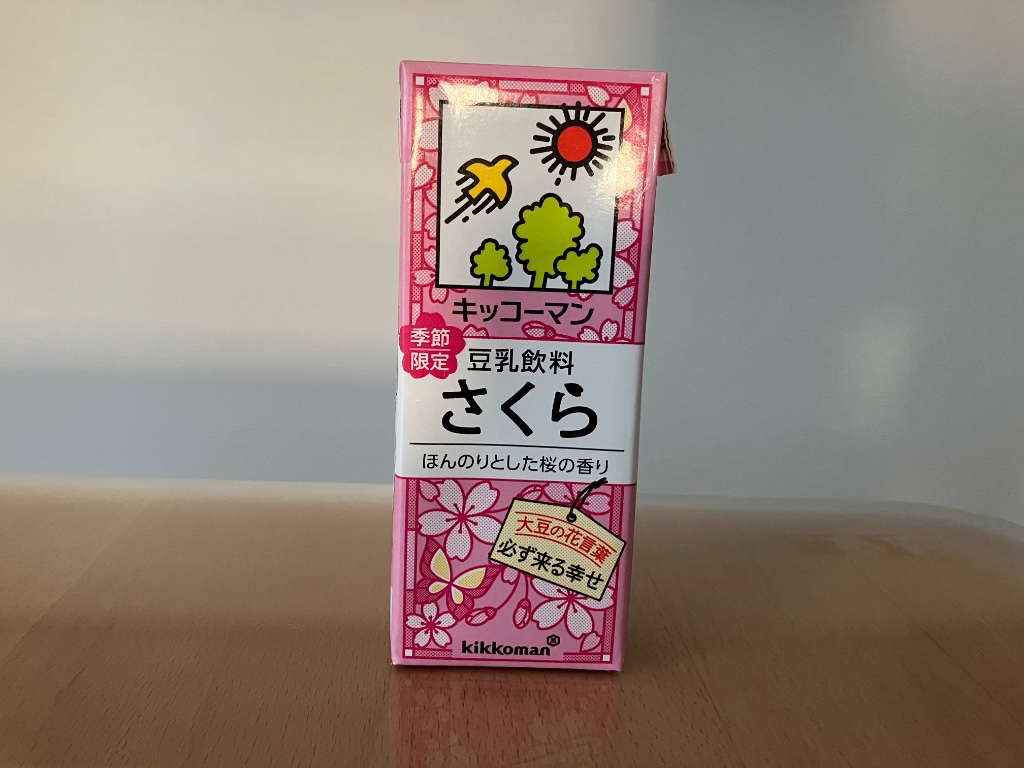 キッコーマン
季節
限定
豆乳飲料
さくら
ほんのりとした桜の香り
大豆の花言葉
必ず来る幸せ
kikkoman